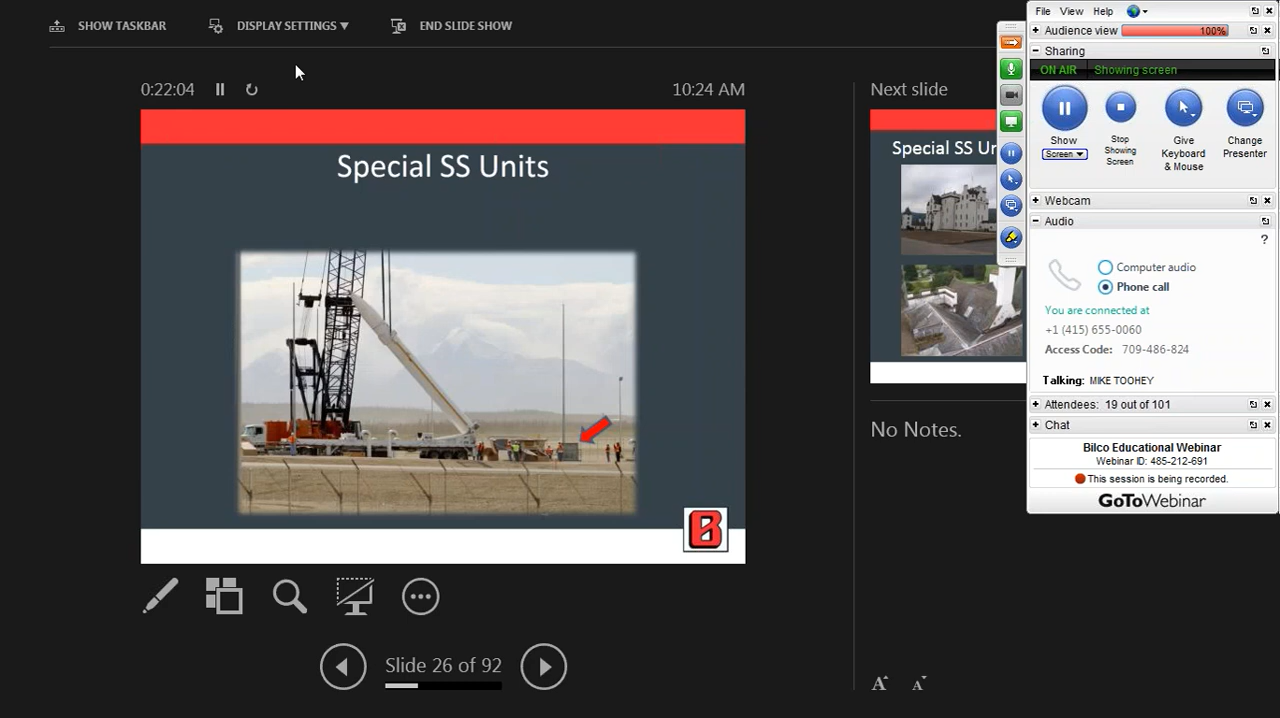 SHOW TASKBAR
DISPLAY SETTINGS ▼
END SLIDE SHOW
0:22:04
10:24 AM
Special SS Units
B
Slide 26 of 92
Next slide
Special SS Un
No Notes.
A A
File View Help
Audience view 100%
Sharing
ON AIR Showing screen
Show
Screen
Stop
Showing
Screen
Give
Keyboard
& Mouse
Change
Presenter
Webcam
Audio
?
Computer audio
Phone call
You are connected at
+1 (415) 655-0060
Access Code: 709-486-824
Talking: MIKE TOOHEY
Attendees: 19 out of 101
Chat
Bilco Educational Webinar
Webinar ID: 485-212-691
This session is being recorded.
GoToWebinar